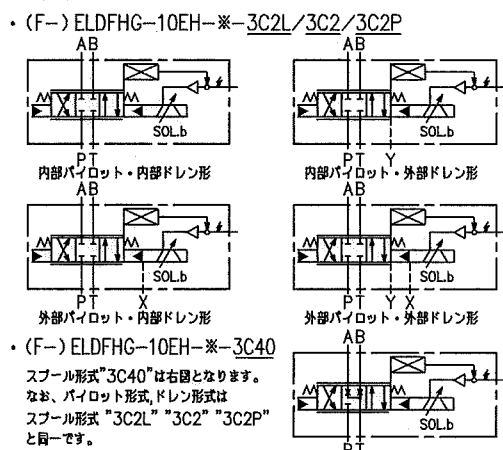 ・(F-) ELDFHG-10EH-※-3C2L/3C2/3C2P
AB AB
SOL.b SOL.b
PT PT Y
内部パイロット・内部ドレン形 内部パイロット・外部ドレン形
AB AB
SOL.b SOL.b
PT X PT Y X
外部パイロット・内部ドレン形 外部パイロット・外部ドレン形
・(F-) ELDFHG-10EH-※-3C40
AB
スプール形式"3C40"は右図となります。
なお、パイロット形式,ドレン形式は
スプール形式 "3C2L" "3C2" "3C2P"
と同一です。
SOL.b
PT